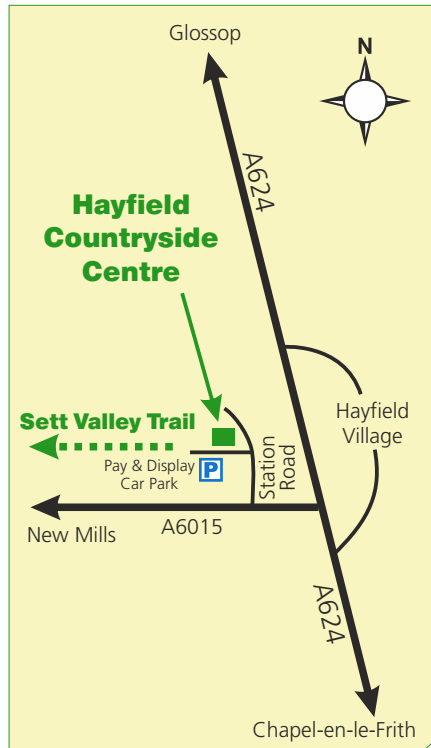 Glossop
N
A624
Hayfield
Countryside
Centre
Sett Valley Trail
Hayfield
Village
Pay & Display
Car Park
P
Station
Road
A6015
New Mills
A624
Chapel-en-le-Frith